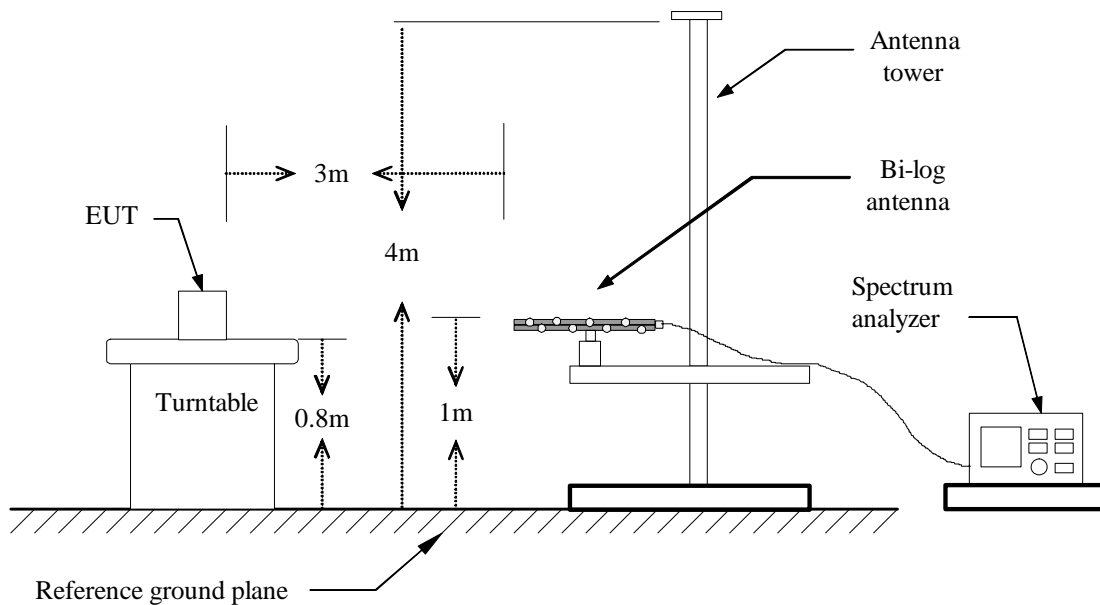 Antenna
tower
3m
Bi-log
antenna
EUT
4m
Spectrum
analyzer
Turntable
0.8m
1m
Reference ground plane